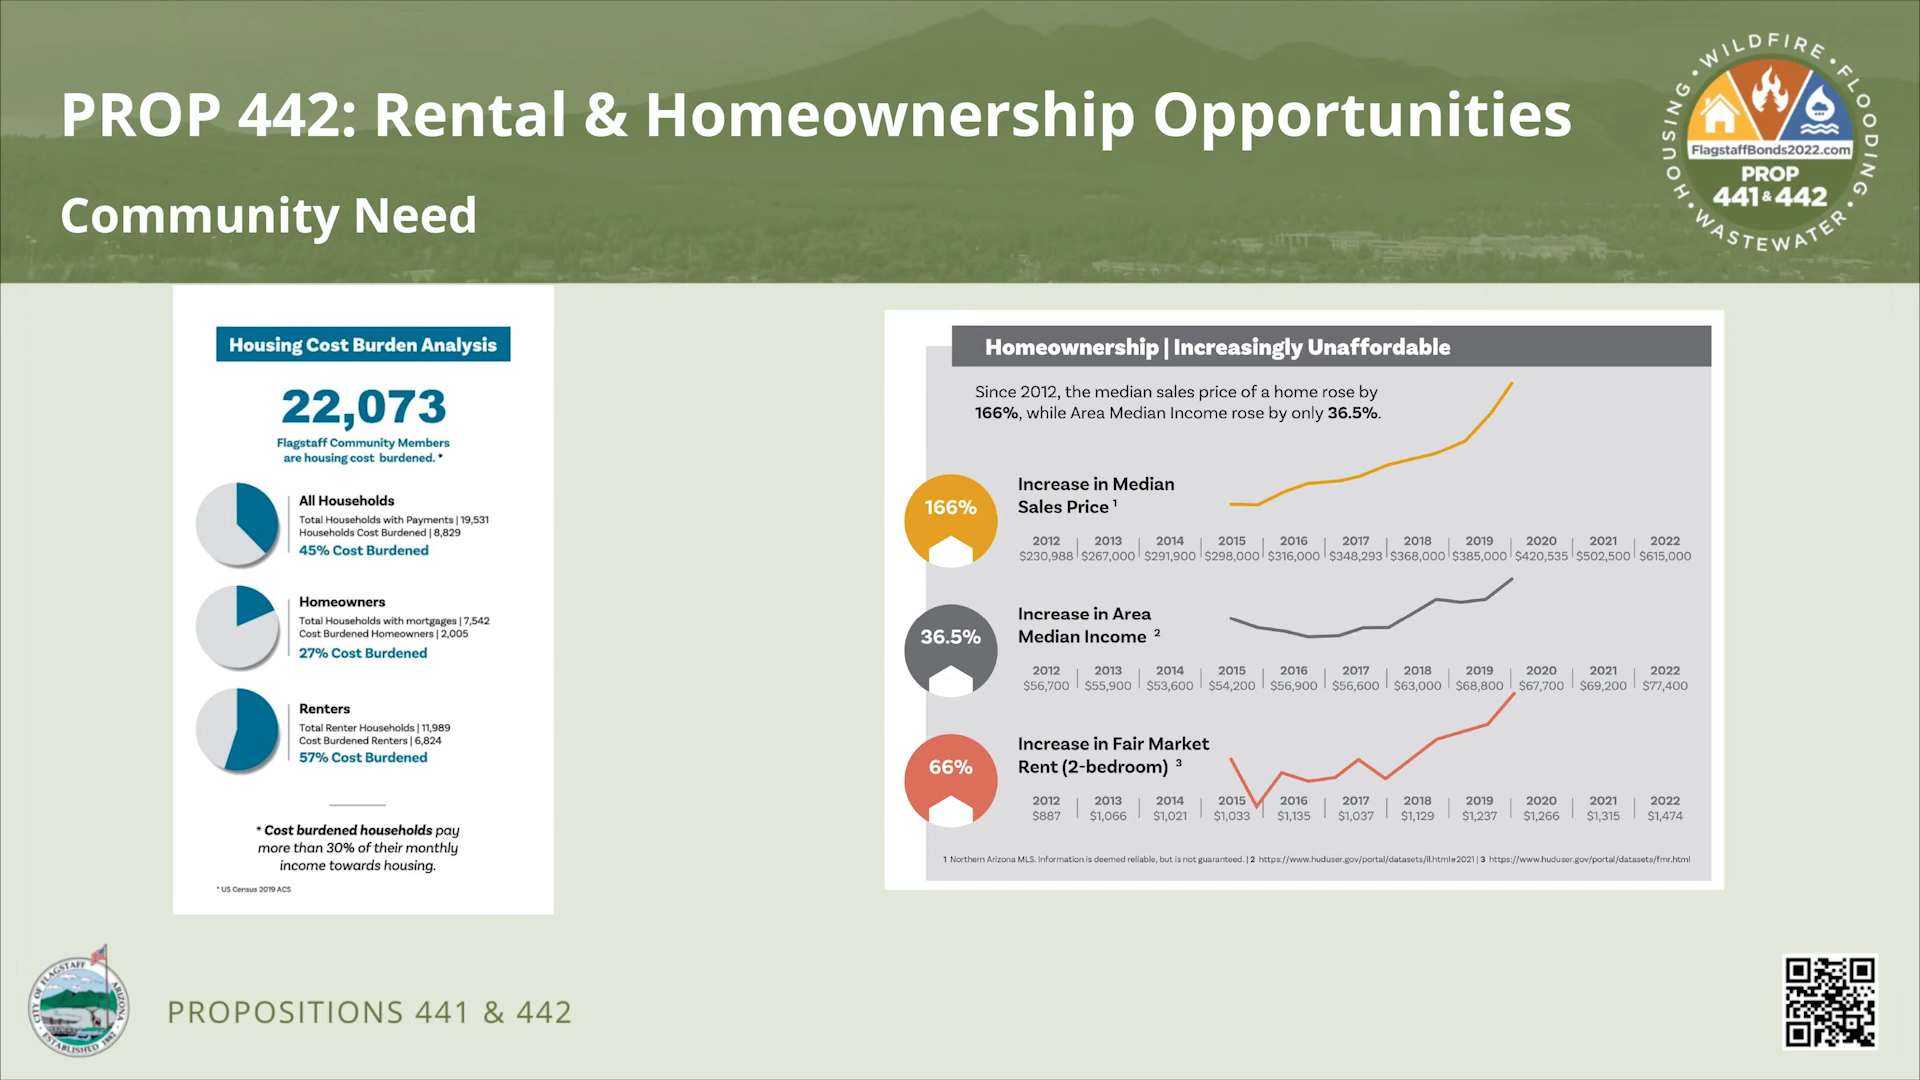 PROP 442: Rental & Homeownership Opportunities
Community Need
HOUSING • WILDFIRE • FLOODING • WASTEWATER •
FlagstaffBonds2022.com
PROP
441 & 442
Housing Cost Burden Analysis
22,073
Flagstaff Community Members
are housing cost burdened. *
All Households
Total Households with Payments | 19,531
Households Cost Burdened | 8,829
45% Cost Burdened
Homeowners
Total Households with mortgages | 7,542
Cost Burdened Homeowners | 2,005
27% Cost Burdened
Renters
Total Renter Households | 11,989
Cost Burdened Renters | 6,824
57% Cost Burdened
* Cost burdened households pay
more than 30% of their monthly
income towards housing.
* US Census 2019 ACS
Homeownership | Increasingly Unaffordable
Since 2012, the median sales price of a home rose by
166%, while Area Median Income rose by only 36.5%.
166%
Increase in Median
Sales Price 1
2012 2013 2014 2015 2016 2017 2018 2019 2020 2021 2022
$230,988 $267,000 $291,900 $298,000 $316,000 $348,293 $368,000 $385,000 $420,535 $502,500 $615,000
36.5%
Increase in Area
Median Income 2
2012 2013 2014 2015 2016 2017 2018 2019 2020 2021 2022
$56,700 $55,900 $53,600 $54,200 $56,900 $56,600 $63,000 $68,800 $67,700 $69,200 $77,400
66%
Increase in Fair Market
Rent (2-bedroom) 3
2012 2013 2014 2015 2016 2017 2018 2019 2020 2021 2022
$887 $1,066 $1,021 $1,033 $1,135 $1,037 $1,129 $1,237 $1,266 $1,315 $1,474
1 Northern Arizona MLS. Information is deemed reliable, but is not guaranteed. | 2 https://www.huduser.gov/portal/datasets/il.html#2021 | 3 https://www.huduser.gov/portal/datasets/fmr.html
CITY OF FLAGSTAFF ARIZONA
ESTABLISHED 1882
PROPOSITIONS 441 & 442